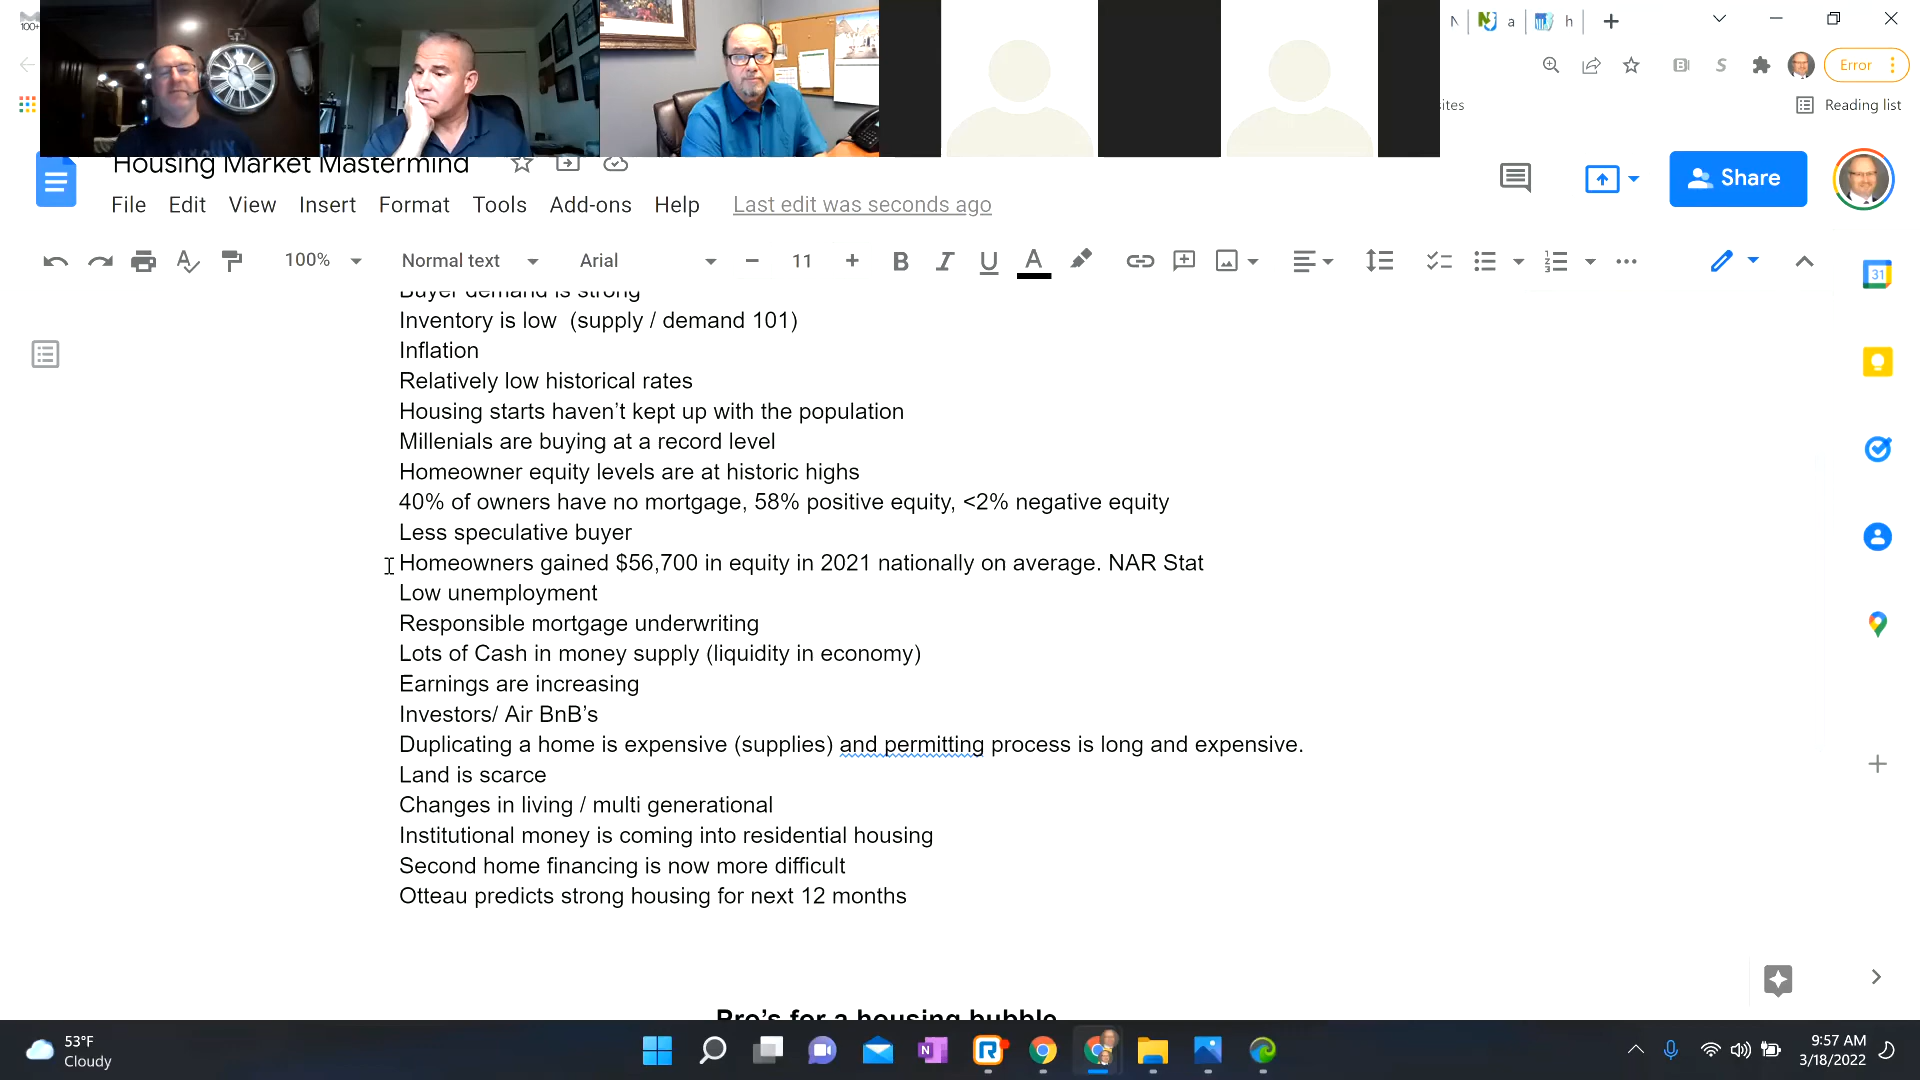 100+
a
h
Error
sites
Reading list
Housing Market Mastermind
File Edit View Insert Format Tools Add-ons Help Last edit was seconds ago
Share
100% Normal text Arial 11
31
Buyer demand is strong
Inventory is low (supply / demand 101)
Inflation
Relatively low historical rates
Housing starts haven't kept up with the population
Millenials are buying at a record level
Homeowner equity levels are at historic highs
40% of owners have no mortgage, 58% positive equity, <2% negative equity
Less speculative buyer
Homeowners gained $56,700 in equity in 2021 nationally on average. NAR Stat
Low unemployment
Responsible mortgage underwriting
Lots of Cash in money supply (liquidity in economy)
Earnings are increasing
Investors/ Air BnB's
Duplicating a home is expensive (supplies) and permitting process is long and expensive.
Land is scarce
Changes in living / multi generational
Institutional money is coming into residential housing
Second home financing is now more difficult
Otteau predicts strong housing for next 12 months
Pro's for a housing bubble
53°F
Cloudy
9:57 AM
3/18/2022